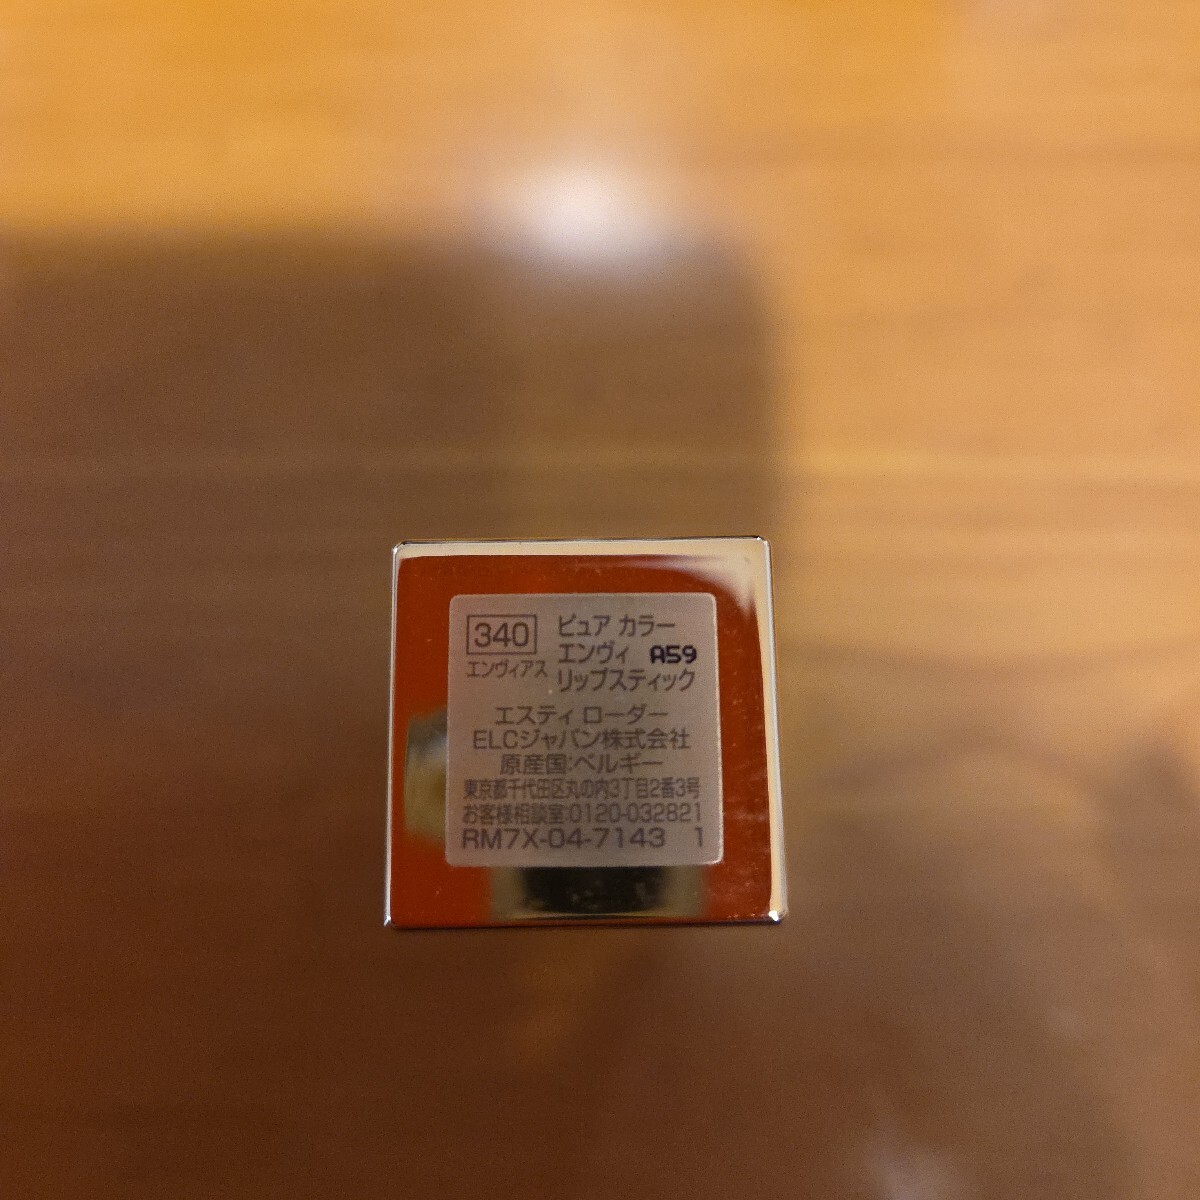 340 ピュア カラー
エンヴィアス エンヴィ A59
リップスティック
エスティ ローダー
ELCジャパン株式会社
原産国:ベルギー
東京都千代田区丸の内3丁目2番3号
お客様相談室:0120-032821
RM7X-04-7143 1